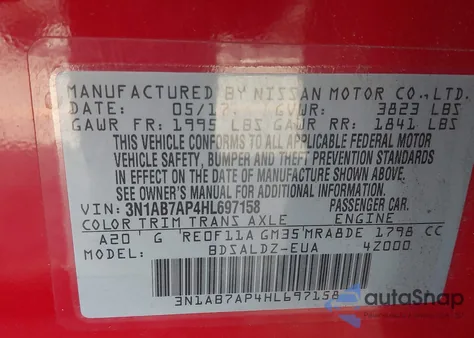 MANUFACTURED BY NISSAN MOTOR CO.,LTD.
DATE: 05/17 GVWR: 3823 LBS
GAWR FR: 1995 LBS GAWR RR: 1841 LBS
THIS VEHICLE CONFORMS TO ALL APPLICABLE FEDERAL MOTOR
VEHICLE SAFETY, BUMPER AND THEFT PREVENTION STANDARDS
IN EFFECT ON THE DATE OF MANUFACTURE SHOWN ABOVE.
SEE OWNER'S MANUAL FOR ADDITIONAL INFORMATION.
VIN: 3N1AB7AP4HL697158 PASSENGER CAR.
COLOR TRIM TRANS AXLE ENGINE
A20 G RE0F11A GM35 MRA8DE 1798 CC
MODEL: BDSALDZ-EUA 4Z000
3N1AB7AP4HL697158
autoSnap